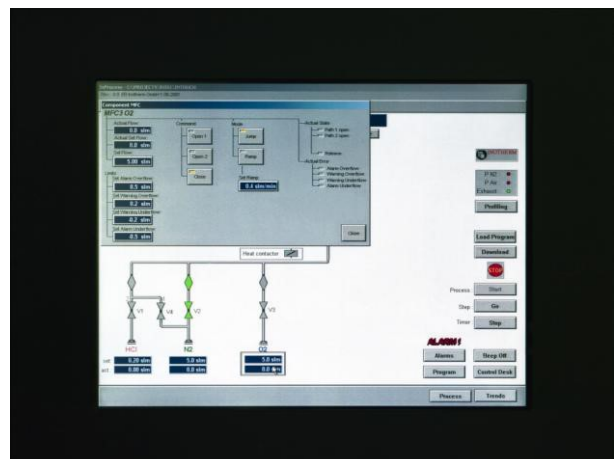 Component MFC
MFC3 O2
Actual Flow
0.0 slm
Actual Set Flow
0.0 slm
Set Flow
5.00 slm
Limits
Set Alarm Overflow
0.5 slm
Set Warning Overflow
0.2 slm
Set Warning Underflow
-0.2 slm
Set Alarm Underflow
-0.5 slm
Command
Open 1
Open 2
Close
Mode
Jump
Ramp
Set Ramp
0.4 slm/min
Actual State
Path 1 open
Path 2 open
Actual Error
Alarm Overflow
Warning Overflow
Warning Underflow
Alarm Underflow
Close
P N2
P Air
Exhaust
Profiling
Load Program
Download
STOP
Process Start
Step Go
Timer Stop
ALARM!
Alarms Beep Off
Program Control Desk
Process Trends
Heat contactor
V1 V4 V2 V3
HCl N2 O2
set 0.20 slm 5.0 slm 5.0 slm
act 0.00 slm 0.0 slm 0.0 slm